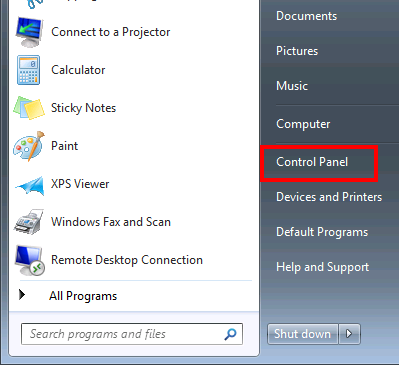 Connect to a Projector
Calculator
Sticky Notes
Paint
XPS Viewer
Windows Fax and Scan
Remote Desktop Connection
All Programs
Search programs and files
Documents
Pictures
Music
Computer
Control Panel
Devices and Printers
Default Programs
Help and Support
Shut down